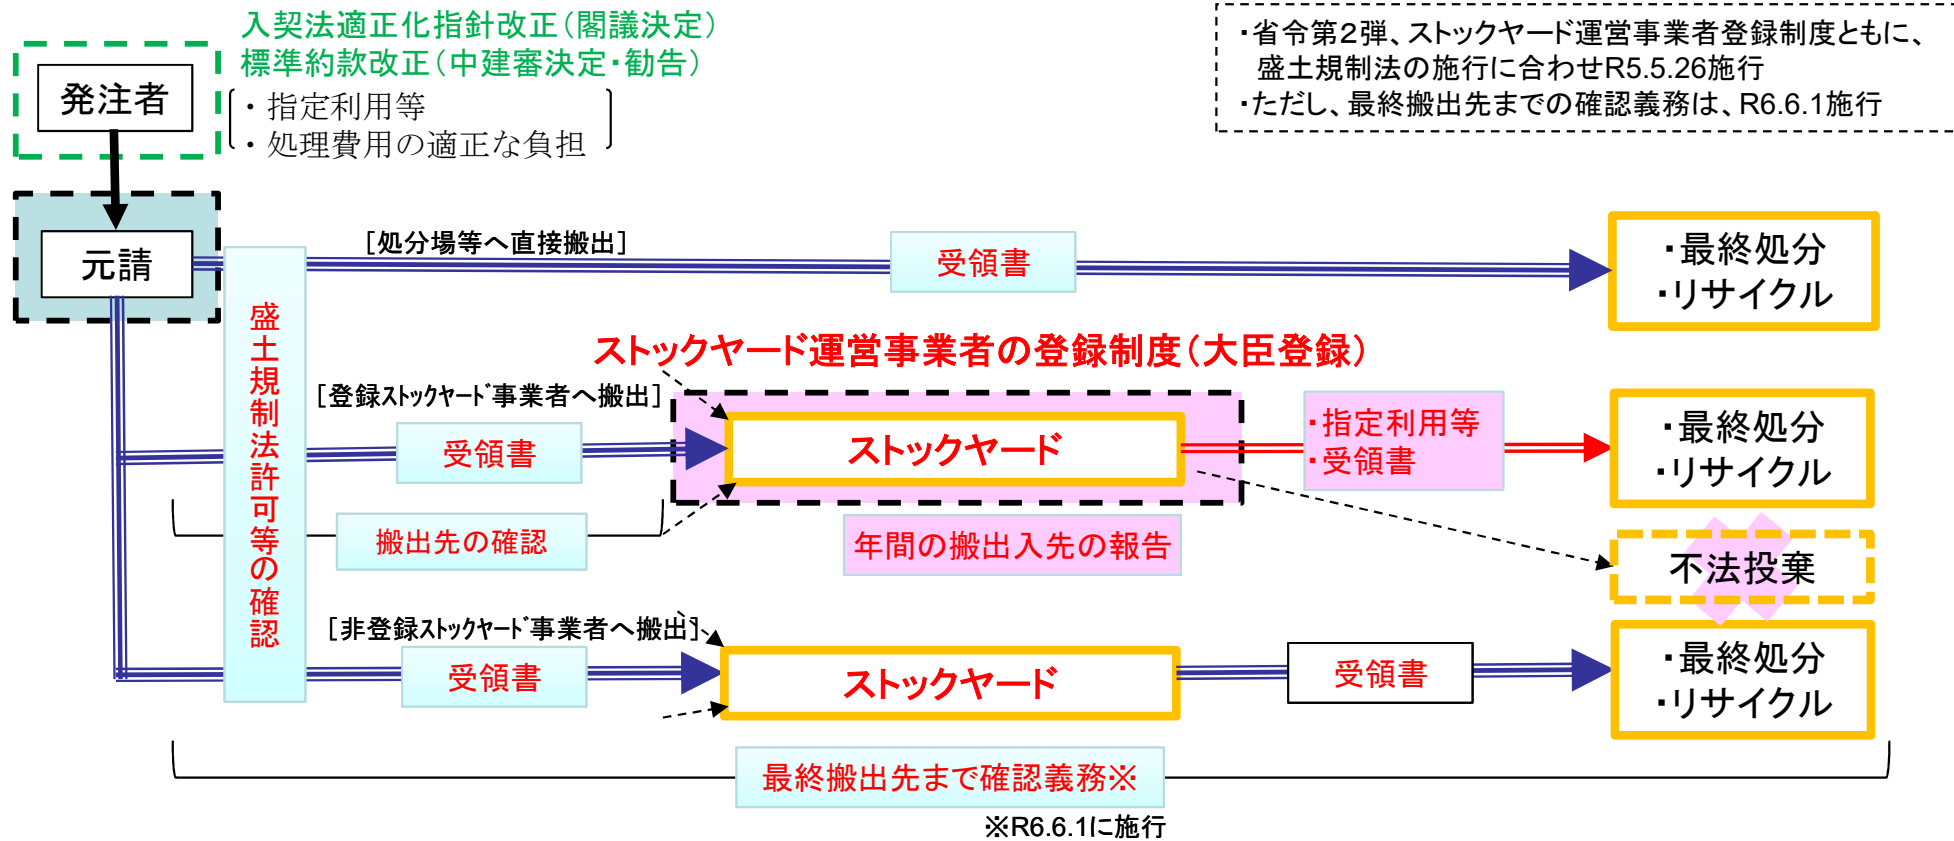 入契法適正化指針改正（閣議決定）
標準約款改正（中建審決定・勧告）
・指定利用等
・処理費用の適正な負担
発注者
・省令第２弾、ストックヤード運営事業者登録制度ともに、
盛土規制法の施行に合わせR5.5.26施行
・ただし、最終搬出先までの確認義務は、R6.6.1施行
元請
［処分場等へ直接搬出］
受領書
・最終処分
・リサイクル
盛土規制法許可等の確認
ストックヤード運営事業者の登録制度（大臣登録）
［登録ｽﾄｯｸﾔｰﾄﾞ事業者へ搬出］
受領書
ストックヤード
・指定利用等
・受領書
・最終処分
・リサイクル
搬出先の確認
年間の搬出入先の報告
不法投棄
［非登録ｽﾄｯｸﾔｰﾄﾞ事業者へ搬出］
受領書
ストックヤード
受領書
・最終処分
・リサイクル
最終搬出先まで確認義務※
※R6.6.1に施行